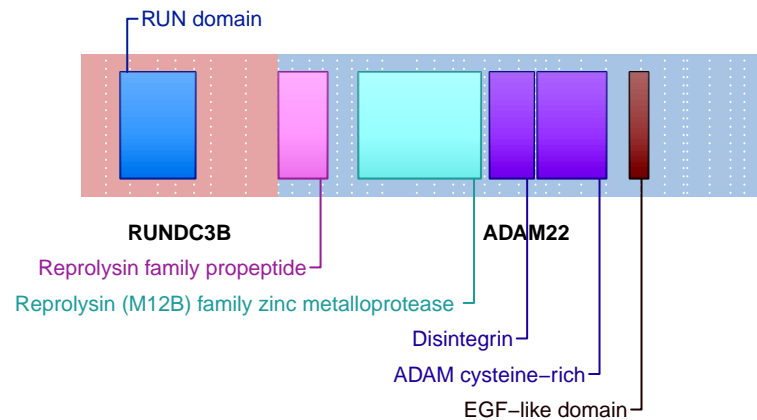 RUN domain
RUNDC3B
ADAM22
Reprolysin family propeptide
Reprolysin (M12B) family zinc metalloprotease
Disintegrin
ADAM cysteine−rich
EGF−like domain